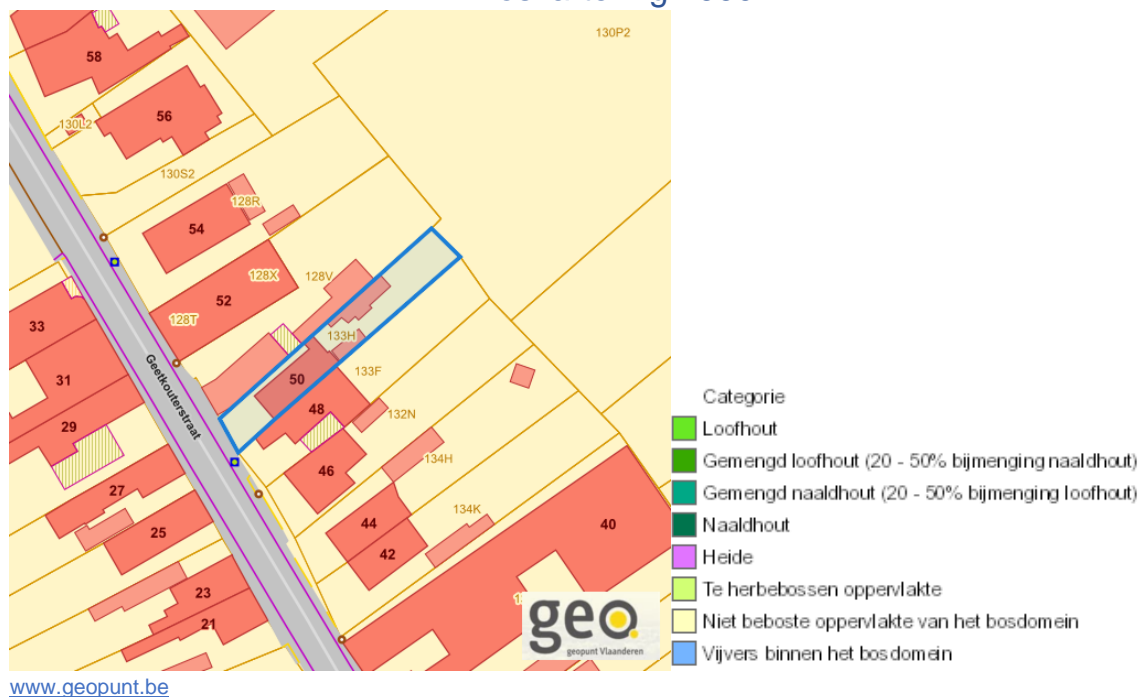 130P2
58
56
130L2
130S2
128R
54
128X
128V
52
128T
133H
33
Geetkouterstraat
31
50
133F
48
132N
29
46
134H
27
134K
44
40
25
42
23
21
geo
geopunt Vlaanderen
Categorie
Loofhout
Gemengd loofhout (20 - 50% bijmenging naaldhout)
Gemengd naaldhout (20 - 50% bijmenging loofhout)
Naaldhout
Heide
Te herbebossen oppervlakte
Niet beboste oppervlakte van het bosdomein
Vijvers binnen het bosdomein
www.geopunt.be